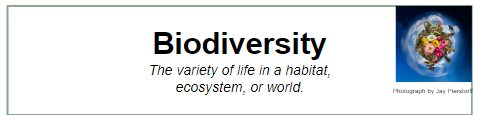 Biodiversity
The variety of life in a habitat,
ecosystem, or world.
Photograph by Jay Pierstorff